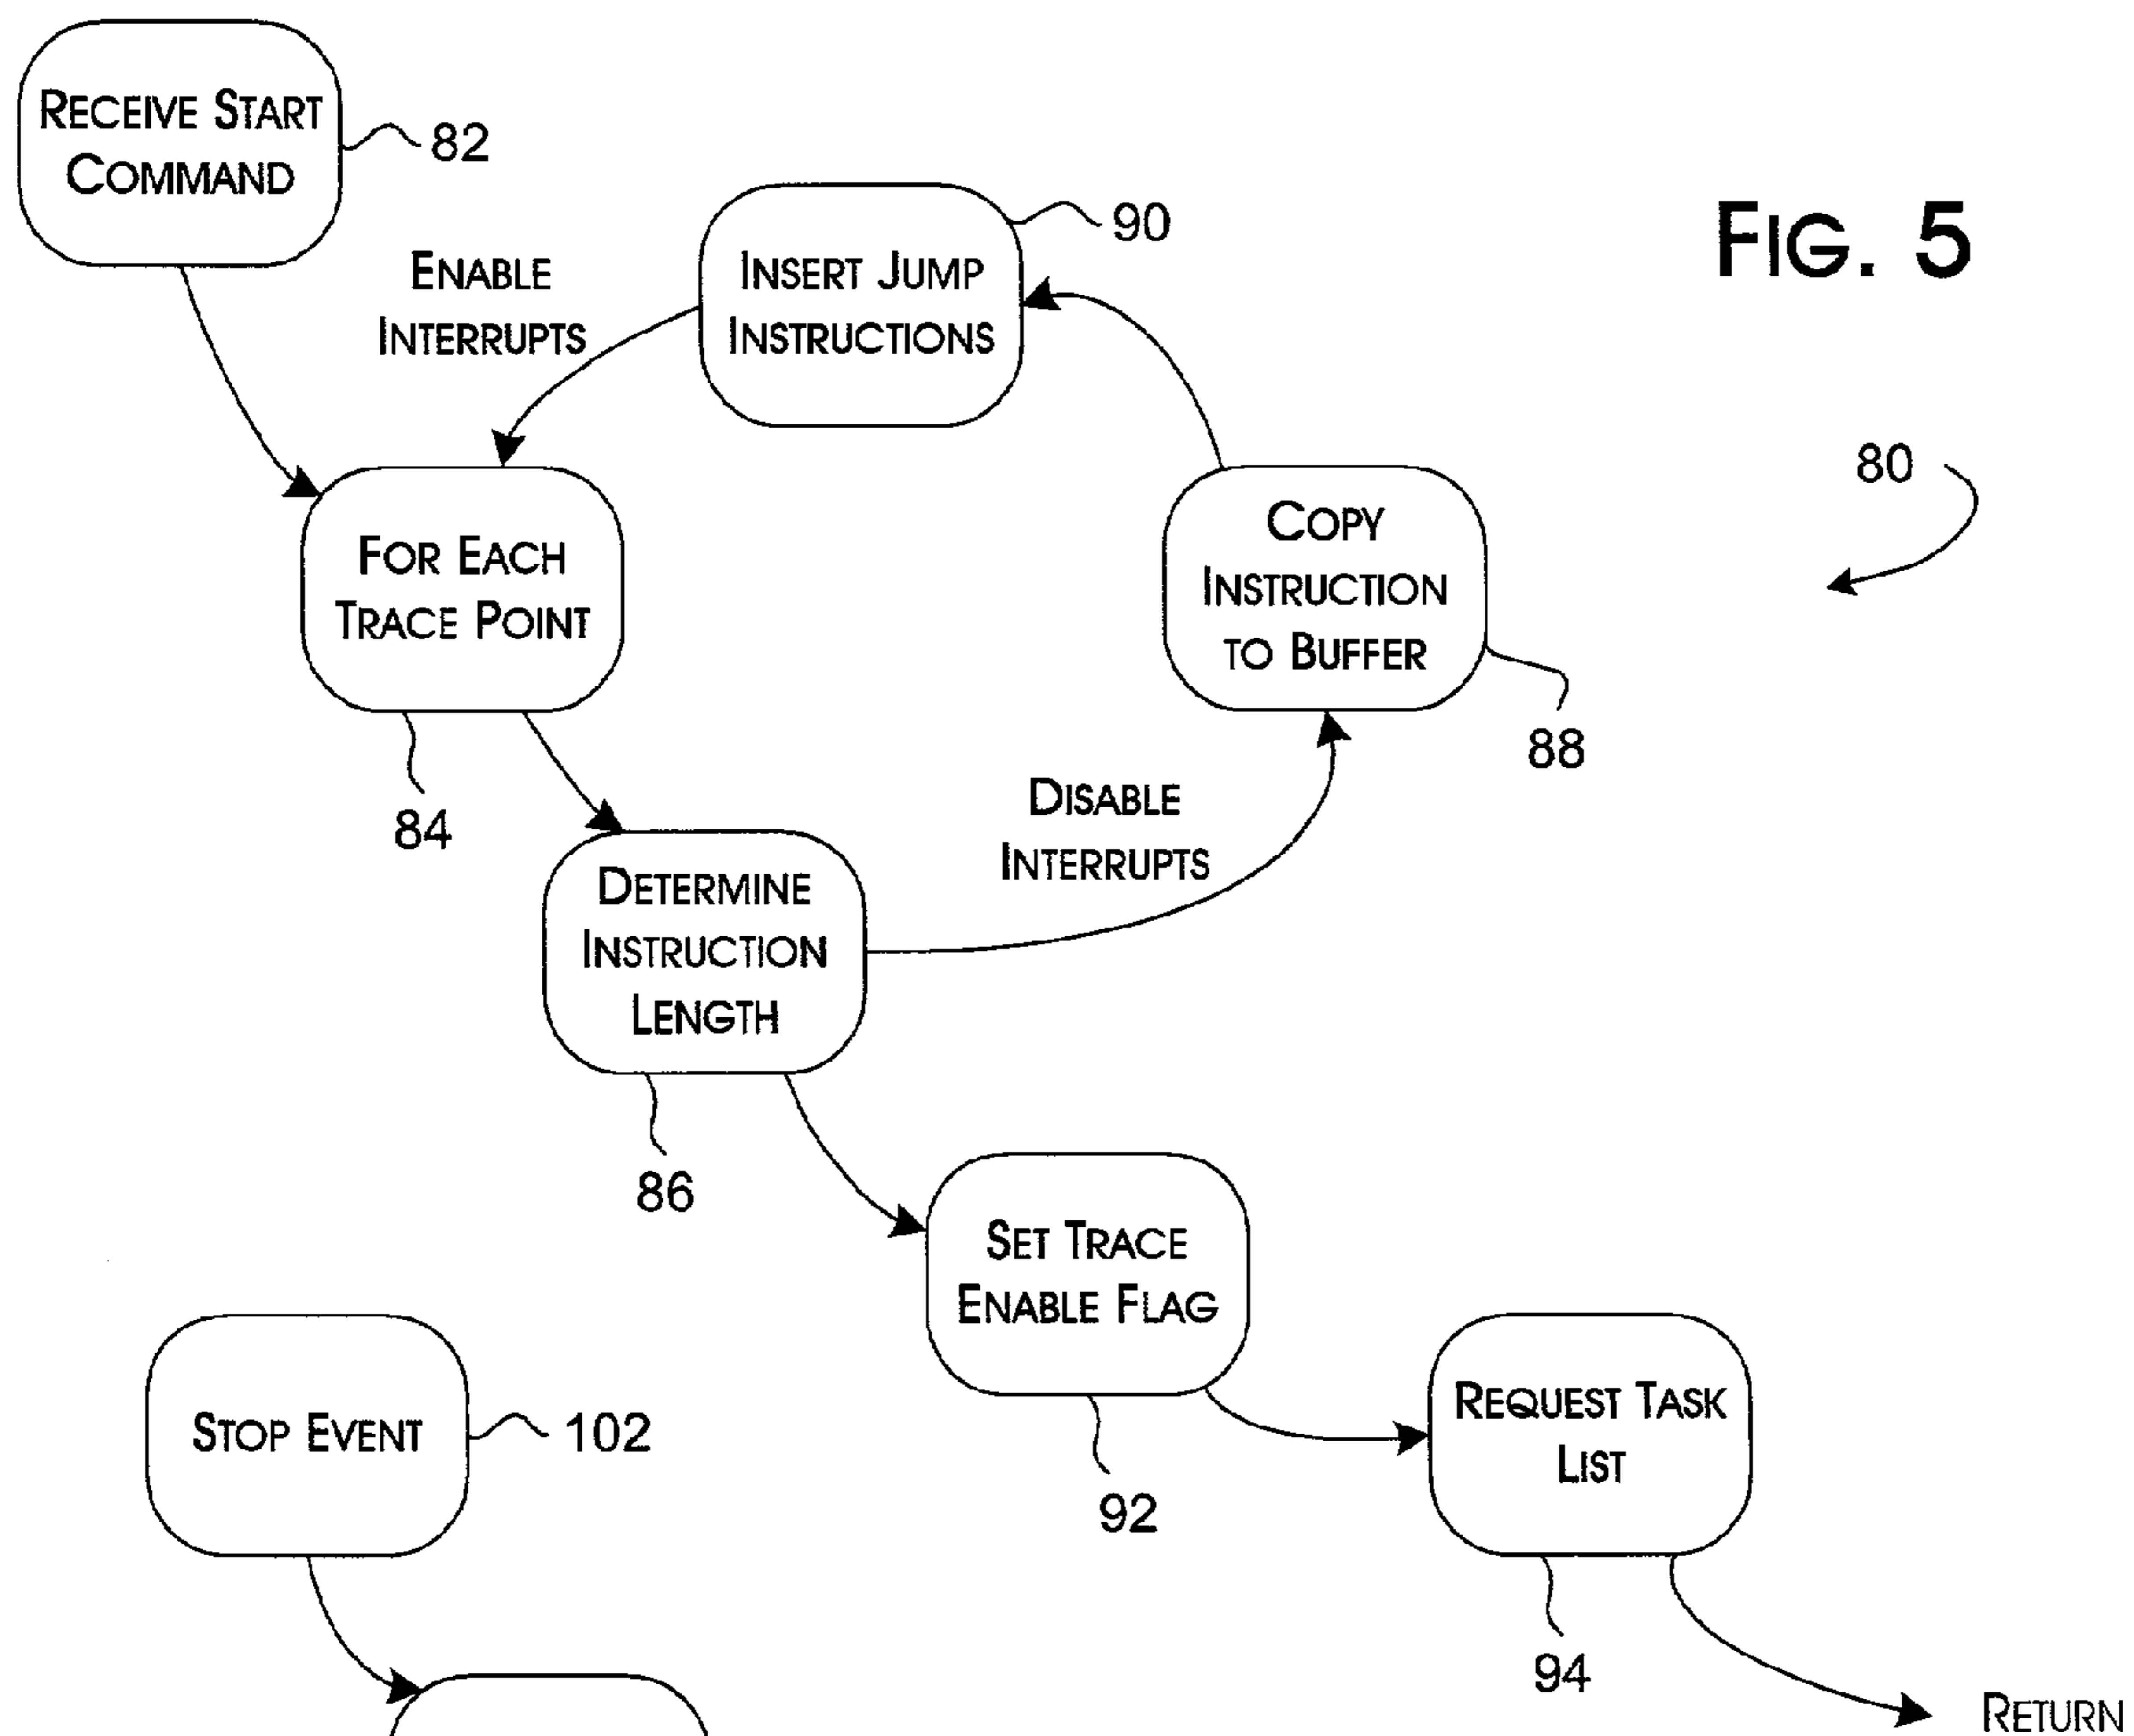 RECEIVE START
COMMAND
82
ENABLE
INTERRUPTS
INSERT JUMP
INSTRUCTIONS
90
FIG. 5
80
FOR EACH
TRACE POINT
84
COPY
INSTRUCTION
TO BUFFER
88
DISABLE
INTERRUPTS
DETERMINE
INSTRUCTION
LENGTH
86
SET TRACE
ENABLE FLAG
92
STOP EVENT
102
REQUEST TASK
LIST
94
RETURN